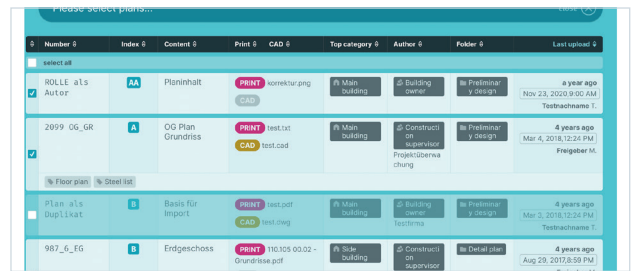 Please select plans...
close
Number Index Content Print CAD Top category Author Folder Last upload
select all
ROLLE als Autor AA Planinhalt PRINT korrektur.png CAD Main building Building owner Preliminary design a year ago Nov 23, 2020,9:00 AM Testnachname T.
2099 OG_GR A OG Plan Grundriss PRINT test.txt CAD test.cad Main building Constructi on supervisor Projektüberwa chung Preliminar y design 4 years ago Mar 4, 2018,12:24 PM Freigeber M.
Floor plan Steel list
Plan als Duplikat B Basis für Import PRINT test.pdf CAD test.dwg Main building Building owner Testfirma Preliminar y design 4 years ago Mar 2, 2018,12:24 PM Testnachname T.
987_6_EG B Erdgeschoss PRINT 110.105 00.02 - Grundrisse.pdf Side building Constructi on supervisor Detail plan 4 years ago Aug 29, 2017,8:59 PM